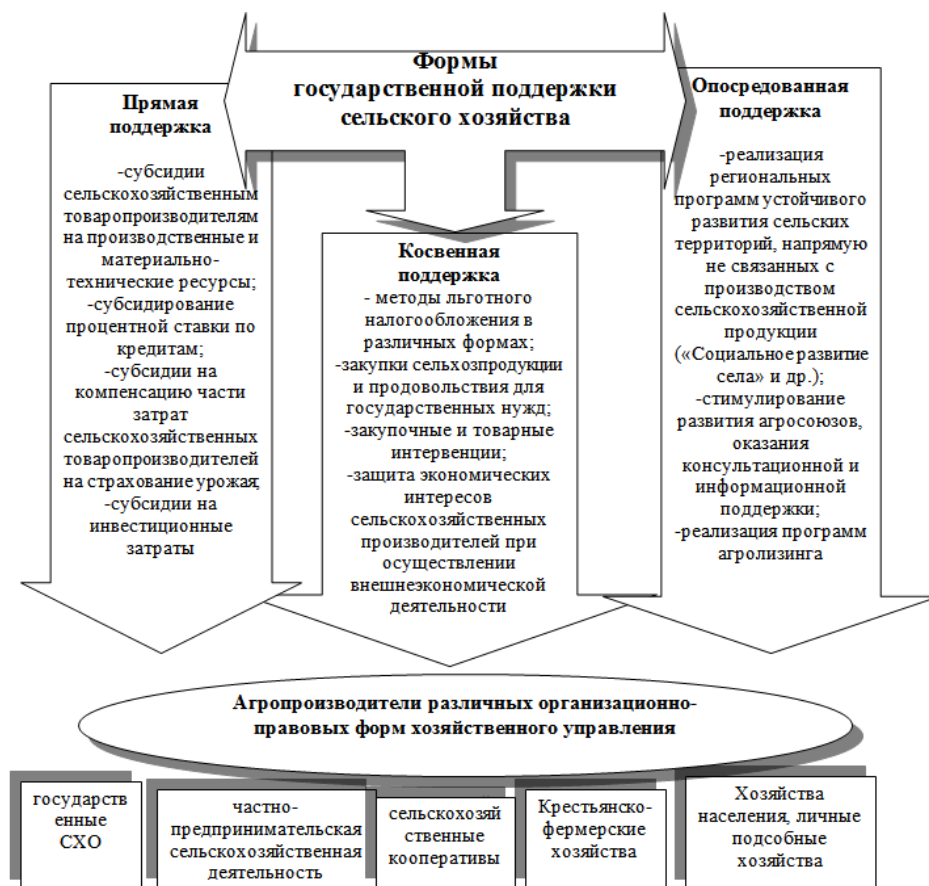 Формы
государственной поддержки
сельского хозяйства
Прямая
поддержка
-субсидии
сельскохозяйственным
товаропроизводителям
на производственные и
материально-
технические ресурсы;
-субсидирование
процентной ставки по
кредитам;
-субсидии на
компенсацию части
затрат
сельскохозяйственных
товаропроизводителей
на страхование урожая;
-субсидии на
инвестиционные
затраты
Косвенная
поддержка
- методы льготного
налогообложения в
различных формах;
-закупки сельхозпродукции
и продовольствия для
государственных нужд;
-закупочные и товарные
интервенции;
-защита экономических
интересов
сельскохозяйственных
производителей при
осуществлении
внешнеэкономической
деятельности
Опосредованная
поддержка
-реализация
региональных
программ устойчивого
развития сельских
территорий, напрямую
не связанных с
производством
сельскохозяйственной
продукции
(«Социальное развитие
села» и др.);
-стимулирование
развития агросоюзов,
оказания
консультационной и
информационной
поддержки;
-реализация программ
агролизинга
Агропроизводители различных организационно-
правовых форм хозяйственного управления
государств
енные
СХО
частно-
предпринимательская
сельскохозяйственная
деятельность
сельскохозяй
ственные
кооперативы
Крестьянско-
фермерские
хозяйства
Хозяйства
населения, личные
подсобные
хозяйства